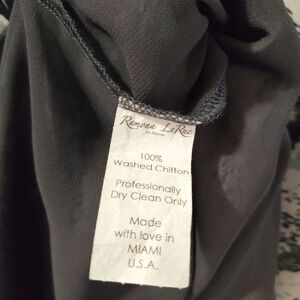 Ramona LaRue
100%
Washed Chiffon
Professionally
Dry Clean Only
Made
with love in
MIAMI
U.S.A.